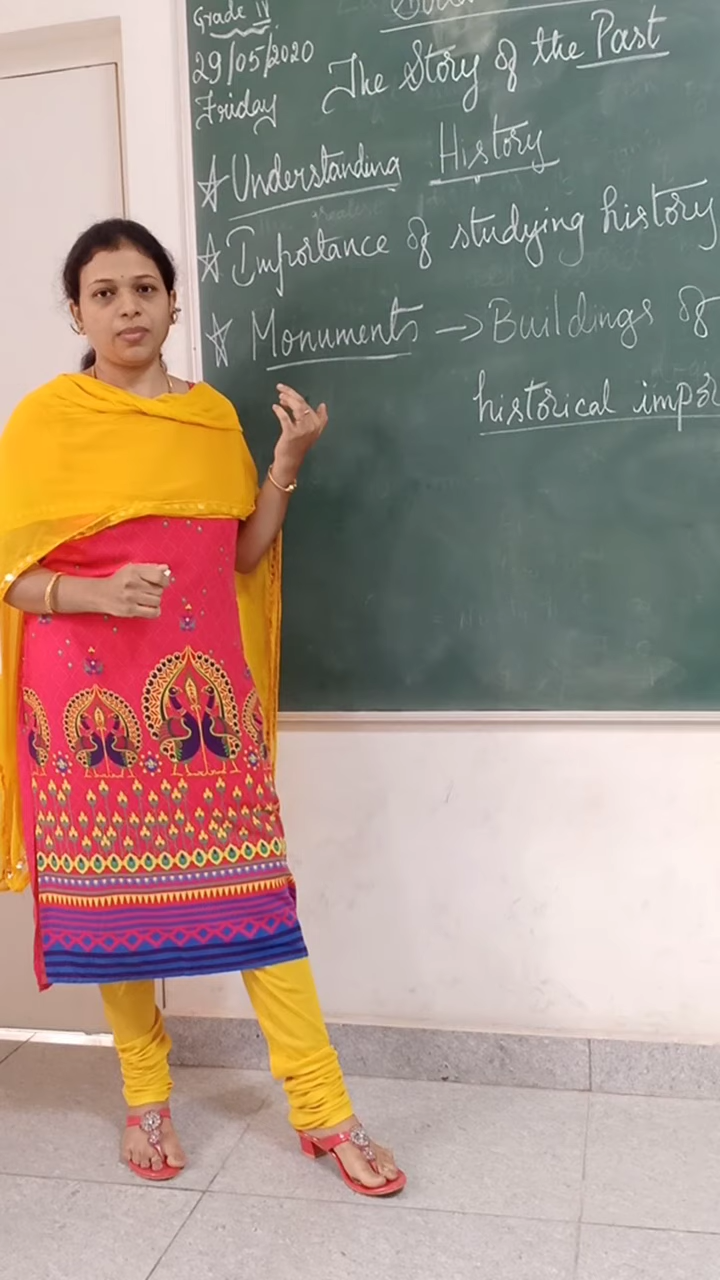 Grade IV
29/05/2020
Friday
The Story of the Past
☆ Understanding History
☆ Importance of studying history
☆ Monuments → Buildings of
historical